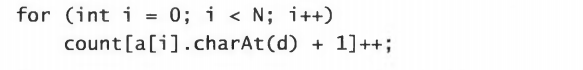 for (int i = 0; i < N; i++)
    count[a[i].charAt(d) + 1]++;